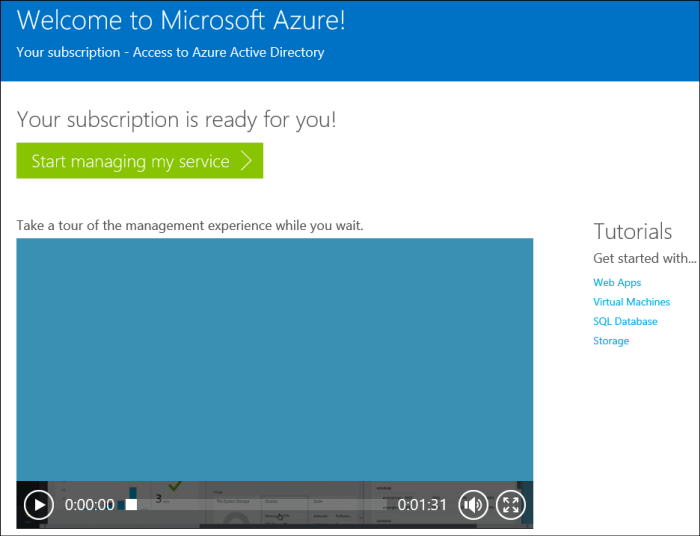 Welcome to Microsoft Azure!
Your subscription - Access to Azure Active Directory
Your subscription is ready for you!
Start managing my service
Take a tour of the management experience while you wait.
Tutorials
Get started with...
Web Apps
Virtual Machines
SQL Database
Storage
3
0:00:00
0:01:31